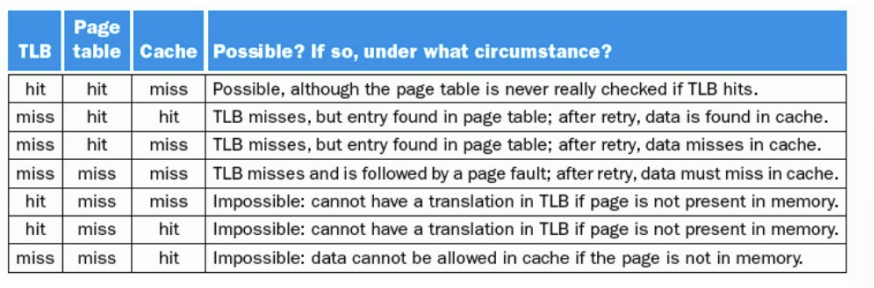 TLB Page table Cache Possible? If so, under what circumstance?
hit hit miss Possible, although the page table is never really checked if TLB hits.
miss hit hit TLB misses, but entry found in page table; after retry, data is found in cache.
miss hit miss TLB misses, but entry found in page table; after retry, data misses in cache.
miss miss miss TLB misses and is followed by a page fault; after retry, data must miss in cache.
hit miss miss Impossible: cannot have a translation in TLB if page is not present in memory.
hit miss hit Impossible: cannot have a translation in TLB if page is not present in memory.
miss miss hit Impossible: data cannot be allowed in cache if the page is not in memory.